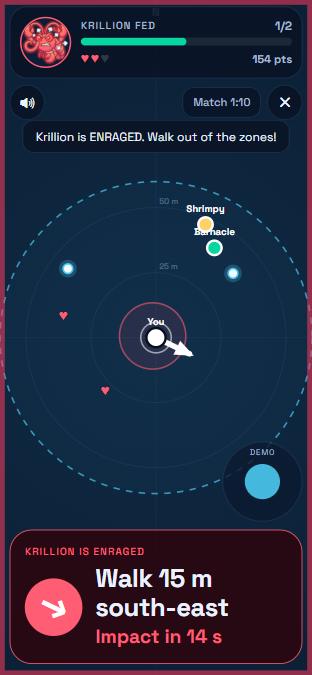 KRILLION FED
1/2
154 pts
Match 1:10
Krillion is ENRAGED. Walk out of the zones!
50 m
Shrimpy
Barnacle
25 m
You
DEMO
KRILLION IS ENRAGED
Walk 15 m
south-east
Impact in 14 s